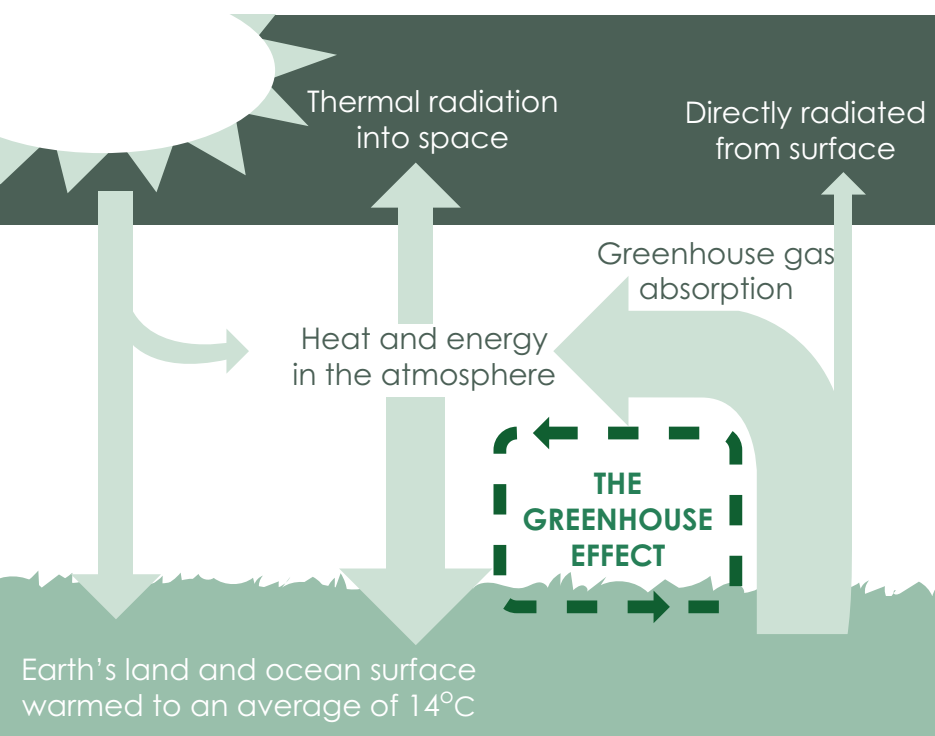 Thermal radiation
into space
Directly radiated
from surface
Greenhouse gas
absorption
Heat and energy
in the atmosphere
THE
GREENHOUSE
EFFECT
Earth’s land and ocean surface
warmed to an average of 14°C